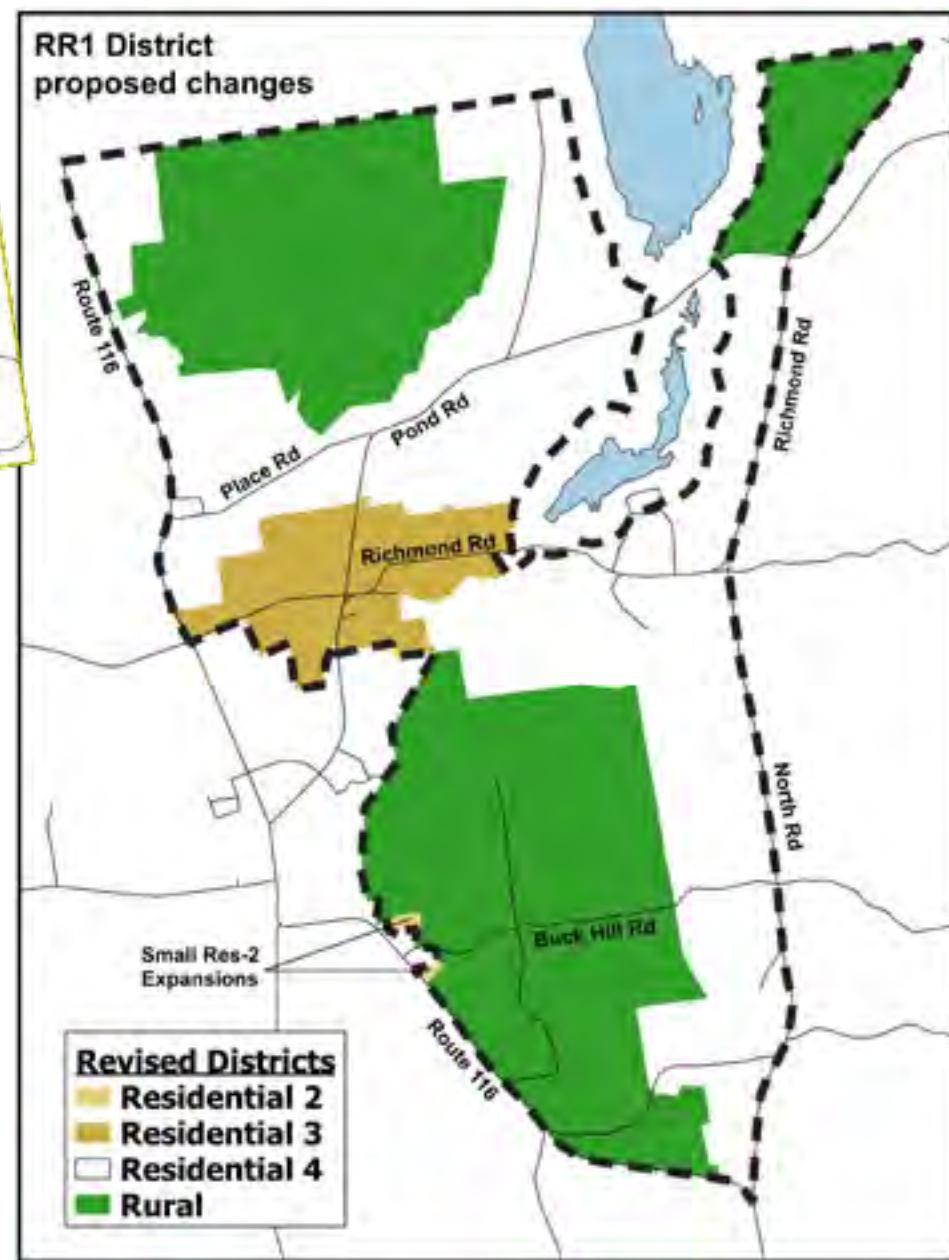 RR1 District
proposed changes
Route 116
Richmond Rd
Pond Rd
Place Rd
Richmond Rd
North Rd
Buck Hill Rd
Small Res-2
Expansions
Route 116
Revised Districts
Residential 2
Residential 3
Residential 4
Rural